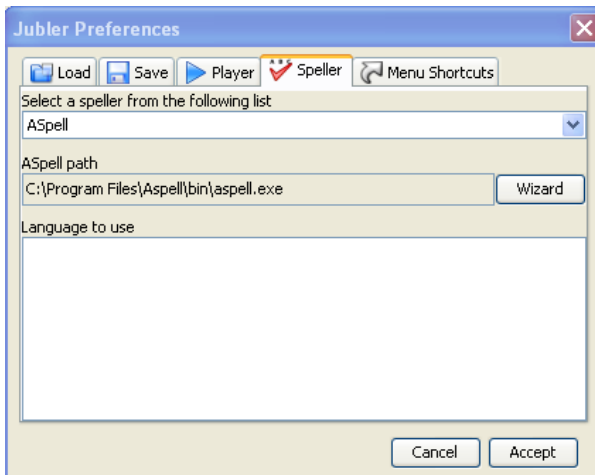 Jubler Preferences
Load Save Player Speller Menu Shortcuts
Select a speller from the following list
ASpell
ASpell path
C:\Program Files\Aspell\bin\aspell.exe Wizard
Language to use
Cancel Accept